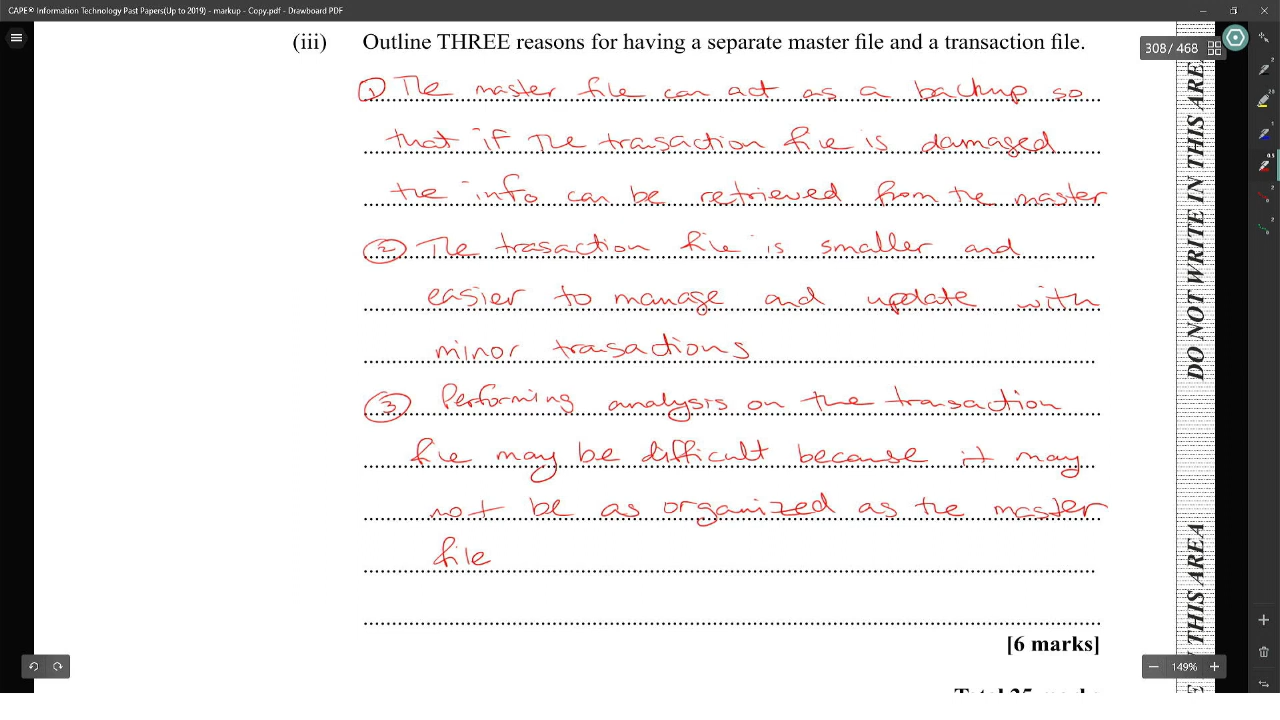 CAPE® Information Technology Past Papers(Up to 2019) - markup - Copy.pdf - Drawboard PDF
(iii) Outline THREE reasons for having a separate master file and a transaction file.
308 / 468
① The master file can act as a backup so
that if the transaction file is damaged
the info can be retrieved from the master
② The trasaction file is smaller and
easier to manage and update with
minor trasactions
③ Performing analysis on the transaction
file may be difficult because it may
not be as organized as the master
file
[6 marks]
DO NOT WRITE IN THIS ARE
THIS AREA
0.5
149%